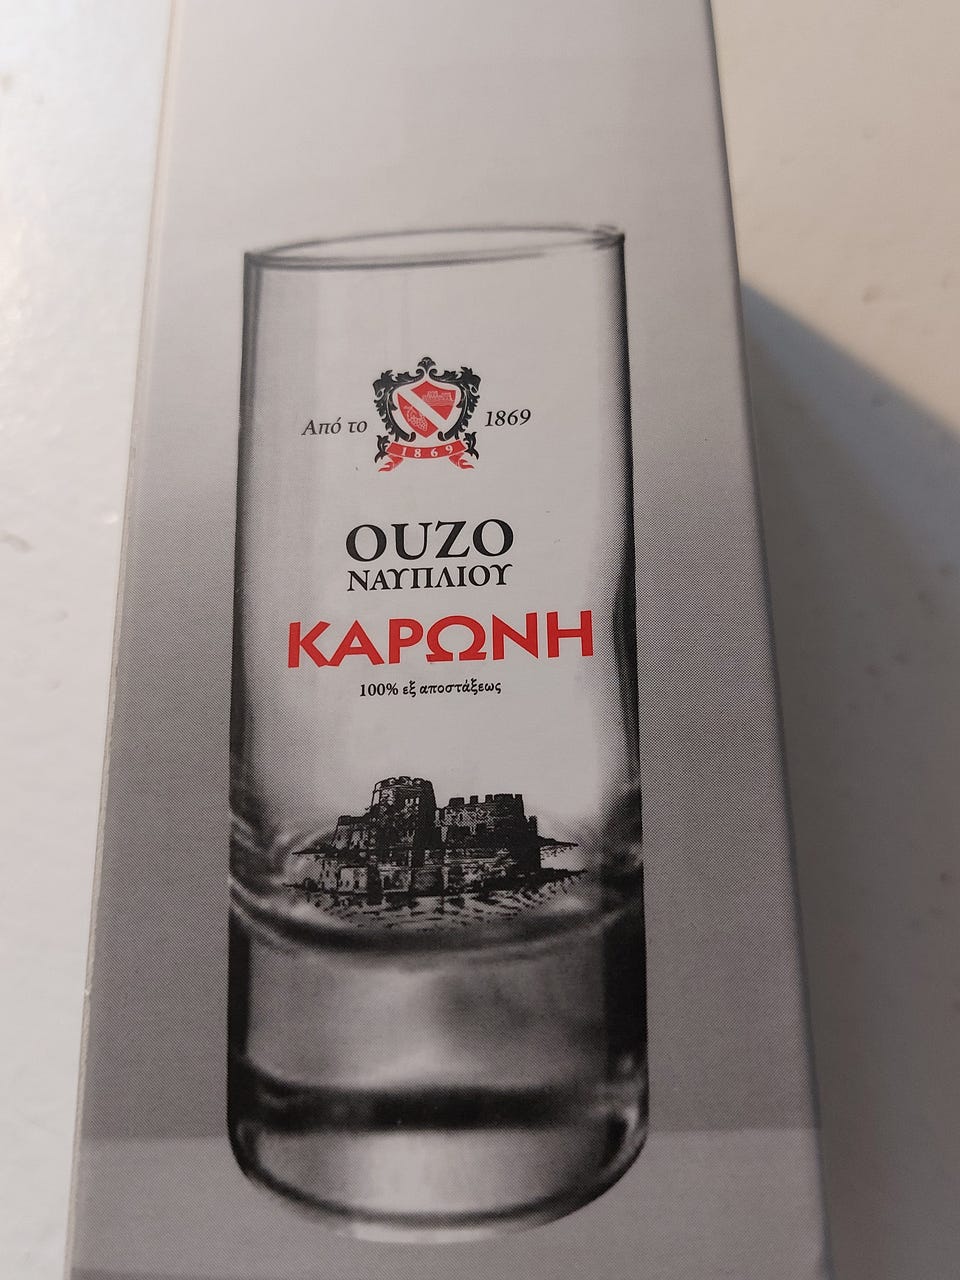 Από το 1869
1869
OUZO
ΝΑΥΠΛΙΟΥ
ΚΑΡΩΝΗ
100% εξ αποστάξεως